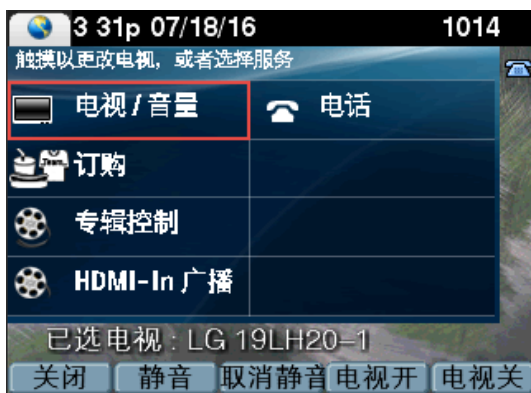 3 31p 07/18/16 1014
触摸以更改电视，或者选择服务
电视 / 音量 电话
订购
专辑控制
HDMI-In 广播
已选电视 : LG 19LH20-1
关闭 静音 取消静音 电视开 电视关